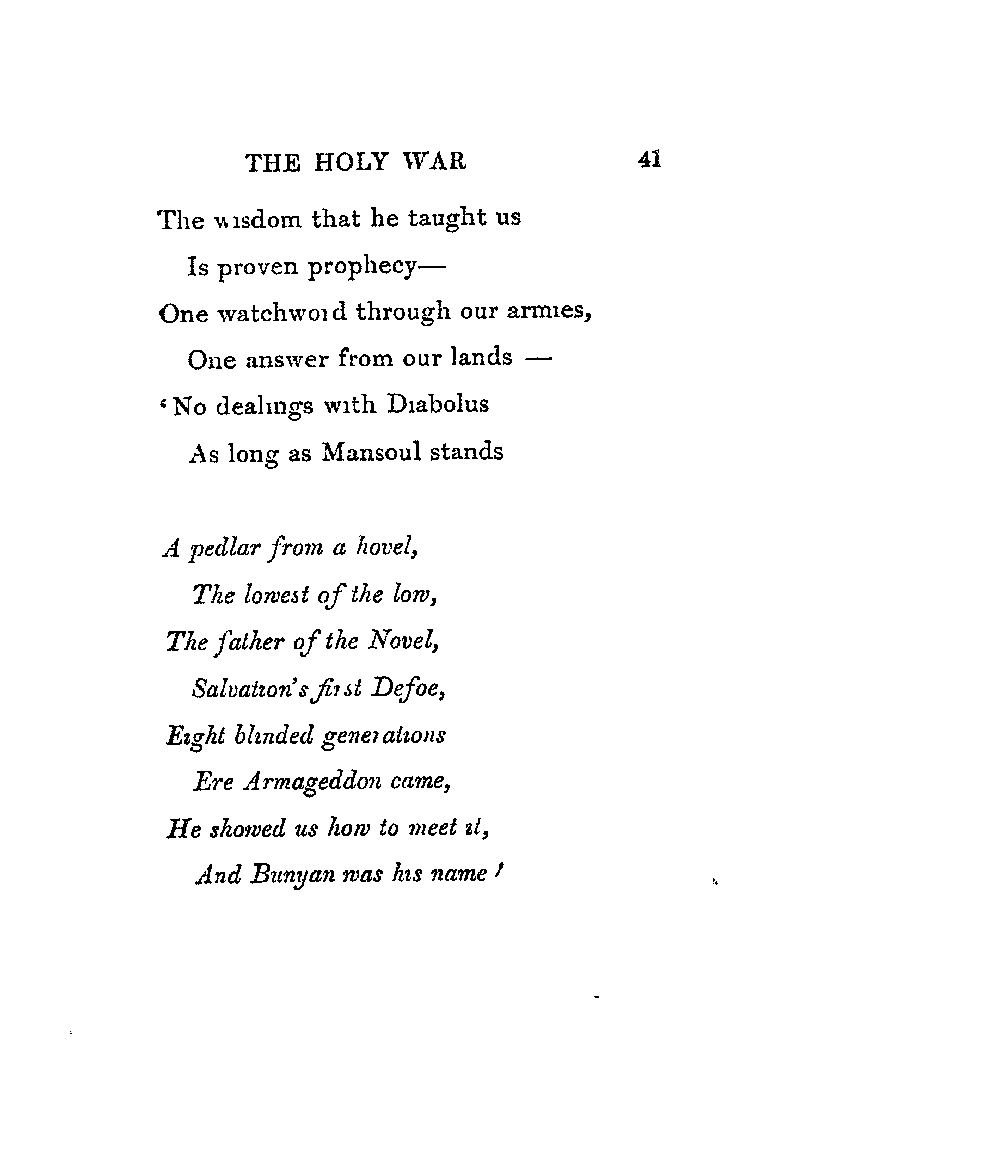 THE HOLY WAR 41
The wisdom that he taught us
Is proven prophecy—
One watchword through our armies,
One answer from our lands —
‘No dealings with Diabolus
As long as Mansoul stands
A pedlar from a hovel,
The lowest of the low,
The father of the Novel,
Salvation's first Defoe,
Eight blinded generations
Ere Armageddon came,
He showed us how to meet it,
And Bunyan was his name !